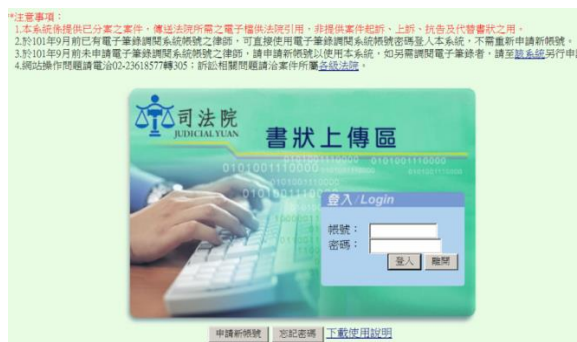 *注意事項：
1.本系統係提供已分案之案件，傳送法院所需之電子檔供法院引用，非提供案件起訴、上訴、抗告及代替書狀之用。
2.於101年9月前已有電子筆錄調閱系統帳號之律師，可直接使用電子筆錄調閱系統帳號密碼登入本系統，不需重新申請新帳號。
3.於101年9月前未申請電子筆錄調閱系統帳號之律師，請申請新帳號以使用本系統，如另需調閱電子筆錄者，請至該系統另行申
4.網站操作問題請電洽02-23618577轉305；訴訟相關問題請洽案件所屬各級法院。
司法院
JUDICIAL YUAN
書狀上傳區
登入/Login
帳號：
密碼：
登入 離開
申請新帳號 忘記密碼 下載使用說明